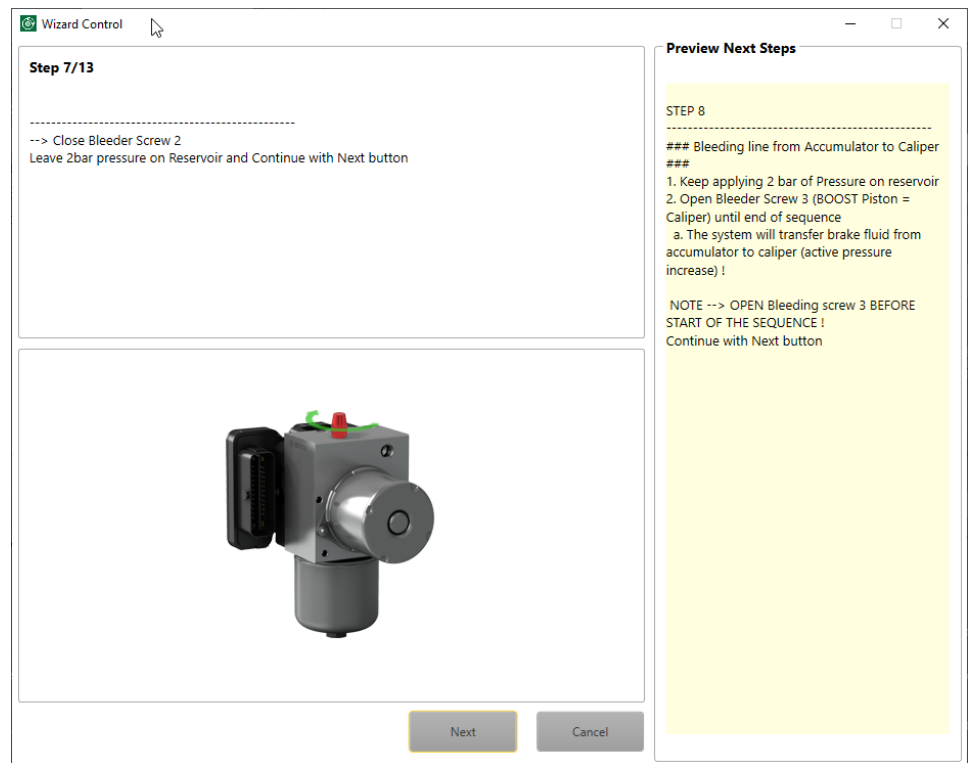 Wizard Control
Step 7/13
--------------------------------------------------
--> Close Bleeder Screw 2
Leave 2bar pressure on Reservoir and Continue with Next button
Next
Cancel
Preview Next Steps
STEP 8
--------------------------------------------------
### Bleeding line from Accumulator to Caliper
###
1. Keep applying 2 bar of Pressure on reservoir
2. Open Bleeder Screw 3 (BOOST Piston =
Caliper) until end of sequence
a. The system will transfer brake fluid from
accumulator to caliper (active pressure
increase) !
NOTE --> OPEN Bleeding screw 3 BEFORE
START OF THE SEQUENCE !
Continue with Next button